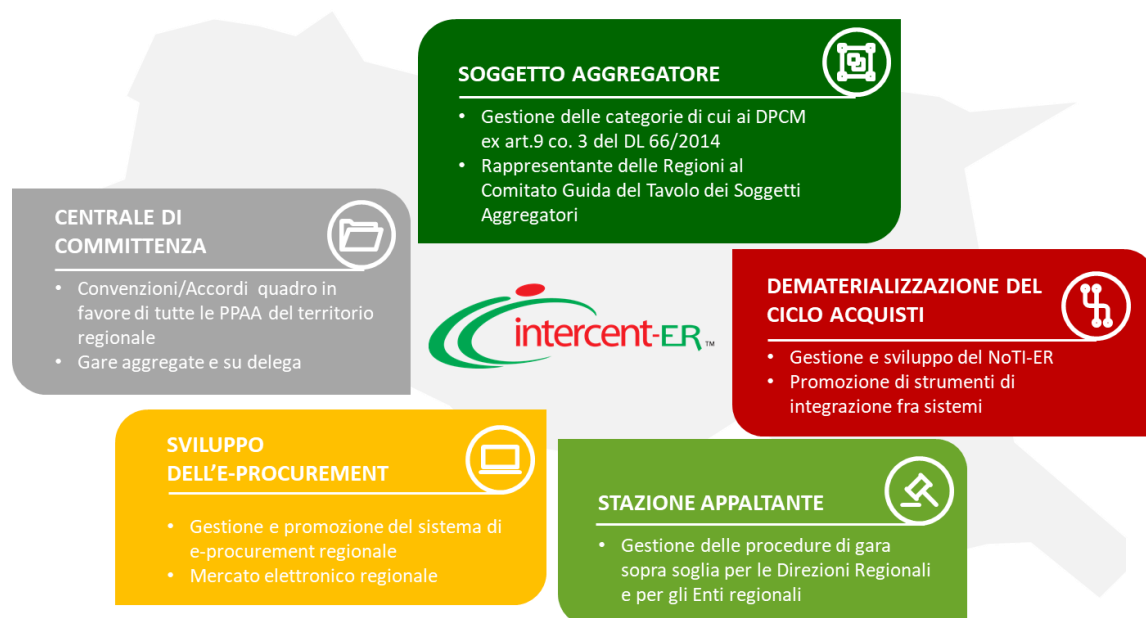 SOGGETTO AGGREGATORE
• Gestione delle categorie di cui ai DPCM
ex art.9 co. 3 del DL 66/2014
• Rappresentante delle Regioni al
Comitato Guida del Tavolo dei Soggetti
Aggregatori
CENTRALE DI
COMMITTENZA
• Convenzioni/Accordi quadro in
favore di tutte le PPAA del territorio
regionale
• Gare aggregate e su delega
intercent-ER ™
DEMATERIALIZZAZIONE DEL
CICLO ACQUISTI
• Gestione e sviluppo del NoTI-ER
• Promozione di strumenti di
integrazione fra sistemi
SVILUPPO
DELL'E-PROCUREMENT
• Gestione e promozione del sistema di
e-procurement regionale
• Mercato elettronico regionale
STAZIONE APPALTANTE
• Gestione delle procedure di gara
sopra soglia per le Direzioni Regionali
e per gli Enti regionali